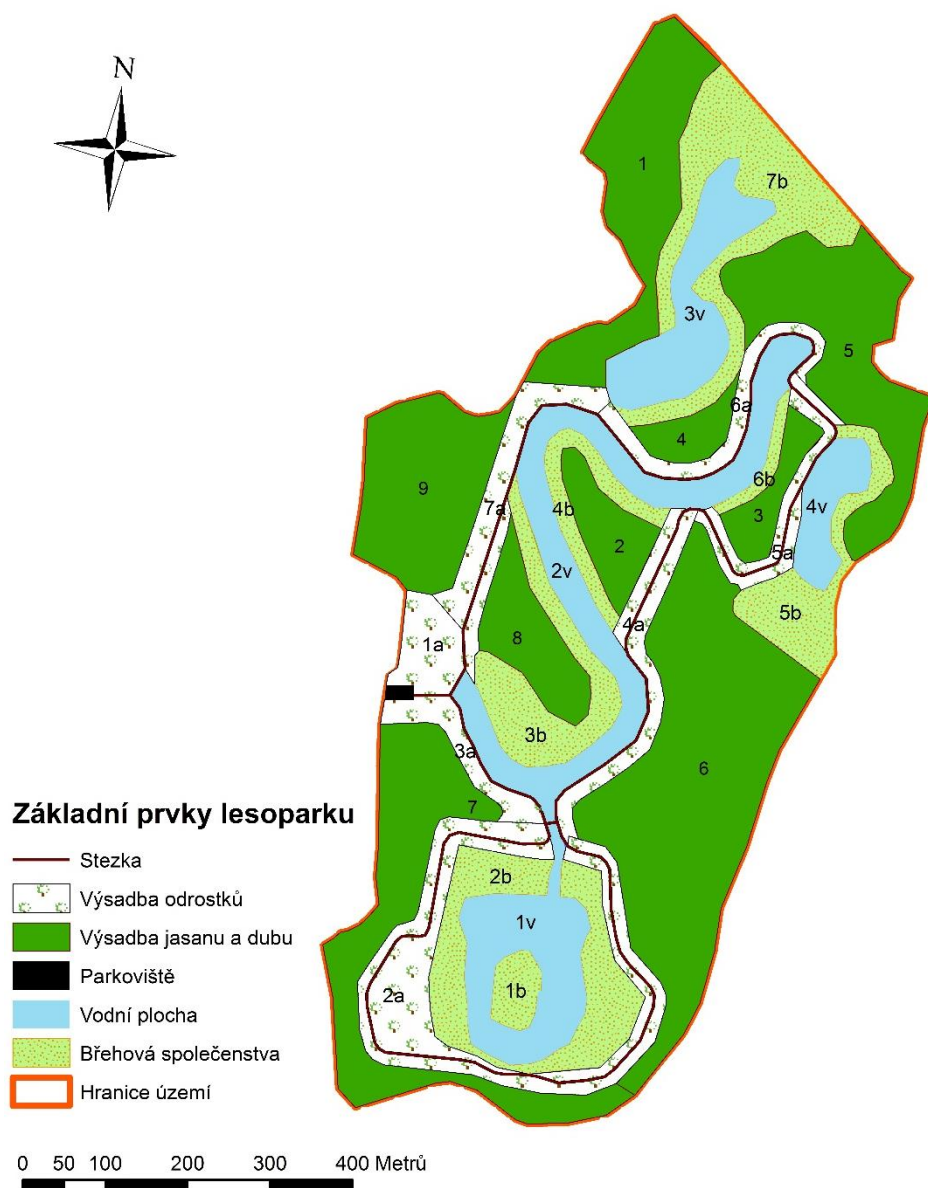 N
1
7b
3v
5
6a
4
9
6b
4v
7a
4b
3
2
5a
2v
5b
4a
8
1a
3b
3a
6
7
2b
1v
1b
2a
Základní prvky lesoparku
Stezka
Výsadba odrostků
Výsadba jasanu a dubu
Parkoviště
Vodní plocha
Břehová společenstva
Hranice území
0 50 100 200 300 400 Metrů